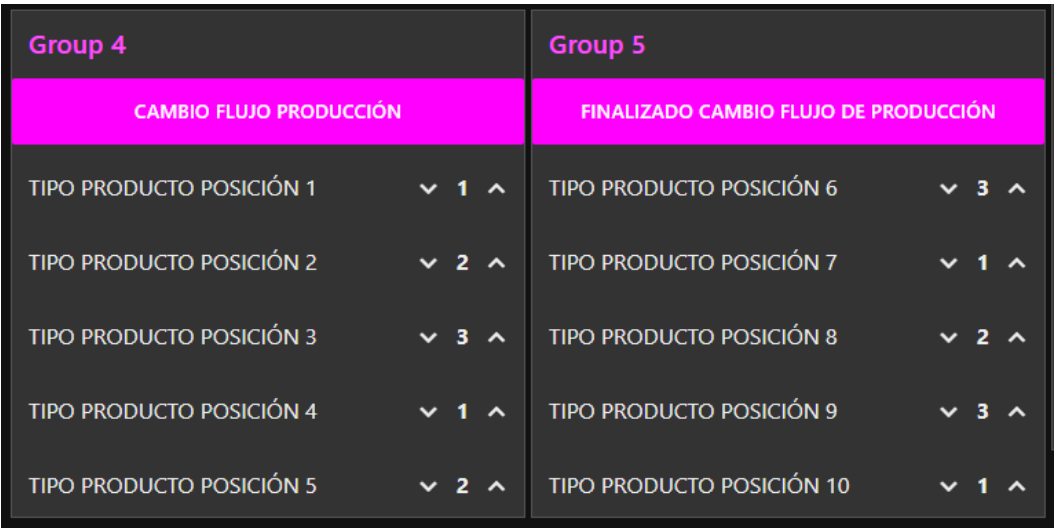 Group 4
CAMBIO FLUJO PRODUCCIÓN
TIPO PRODUCTO POSICIÓN 1 1
TIPO PRODUCTO POSICIÓN 2 2
TIPO PRODUCTO POSICIÓN 3 3
TIPO PRODUCTO POSICIÓN 4 1
TIPO PRODUCTO POSICIÓN 5 2
Group 5
FINALIZADO CAMBIO FLUJO DE PRODUCCIÓN
TIPO PRODUCTO POSICIÓN 6 3
TIPO PRODUCTO POSICIÓN 7 1
TIPO PRODUCTO POSICIÓN 8 2
TIPO PRODUCTO POSICIÓN 9 3
TIPO PRODUCTO POSICIÓN 10 1